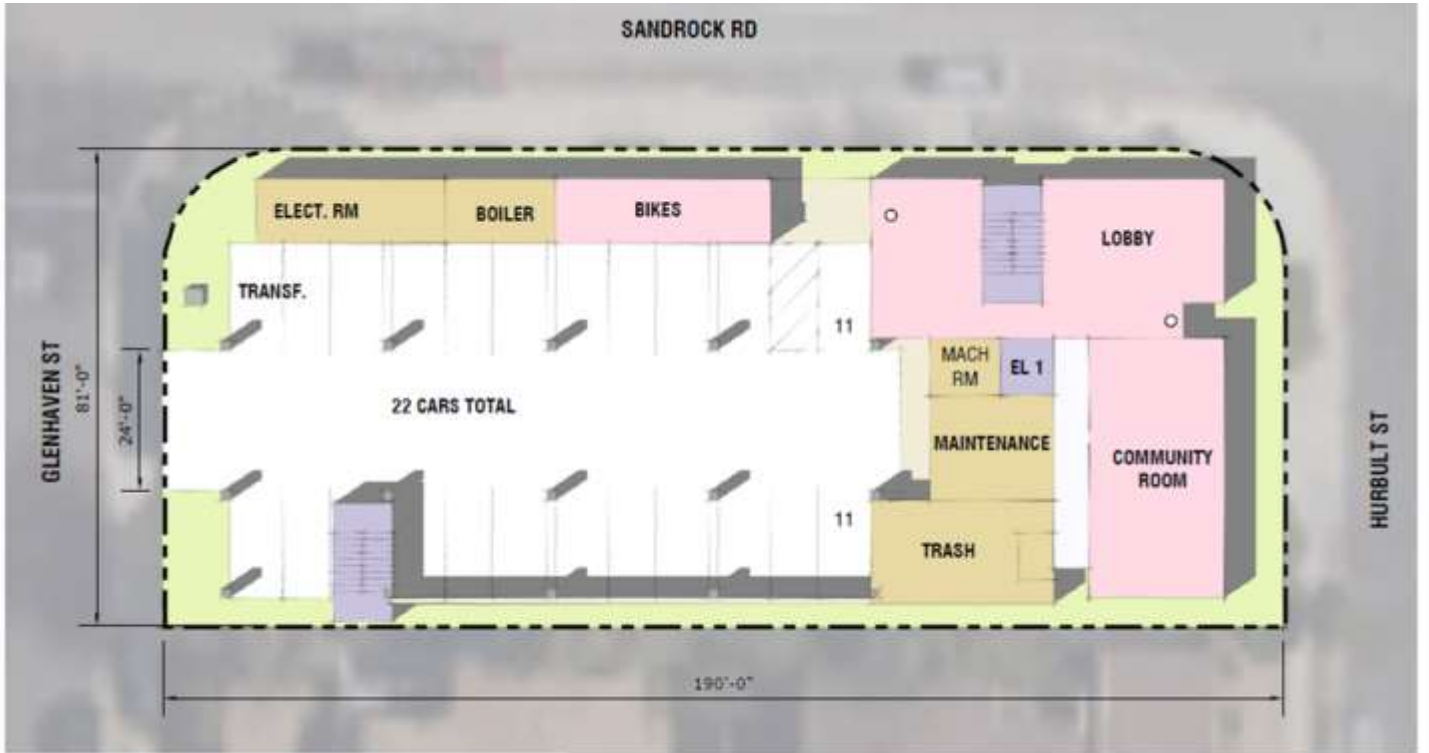 SANDROCK RD
ELECT. RM
BOILER
BIKES
LOBBY
TRANSF.
11
MACH
RM
EL 1
22 CARS TOTAL
GLENHAVEN ST
81'-0"
24'-0"
MAINTENANCE
COMMUNITY
ROOM
HURBULT ST
11
TRASH
190'-0"